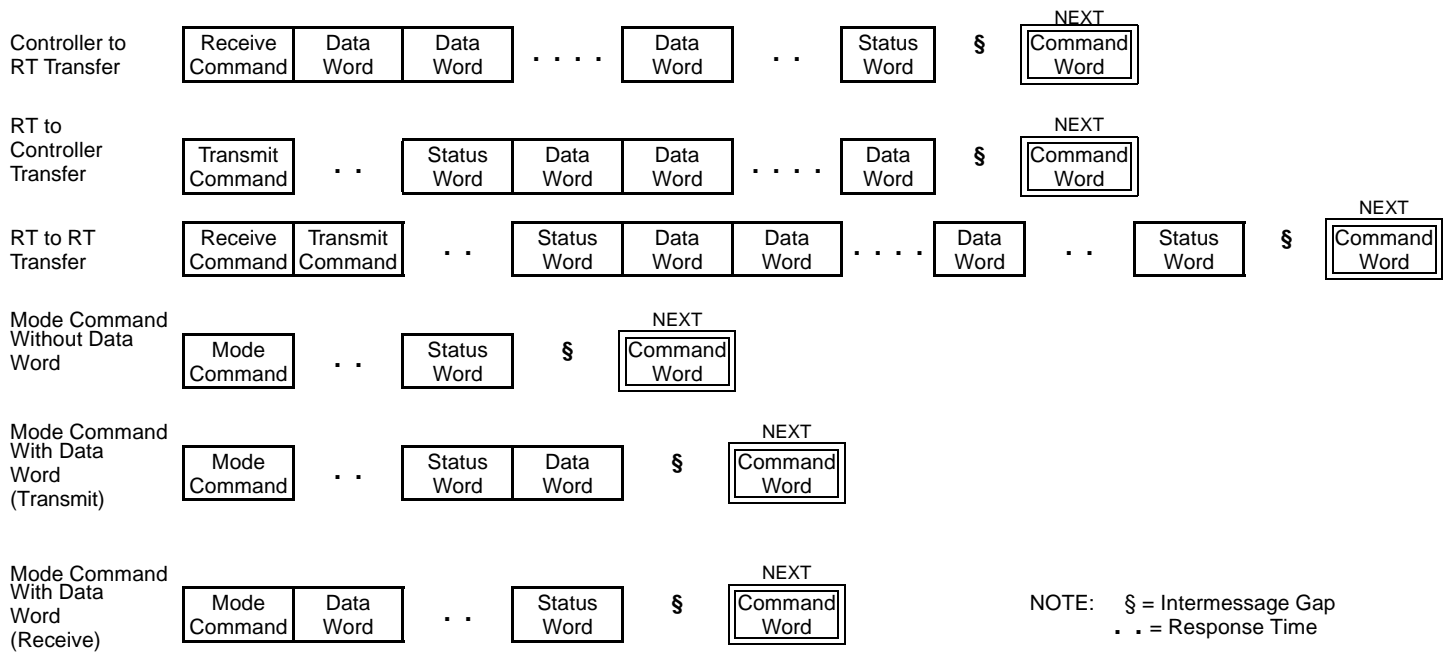 Controller to
RT Transfer
Receive
Command
Data
Word
Data
Word
. . . .
Data
Word
. .
Status
Word
§
NEXT
Command
Word
RT to
Controller
Transfer
Transmit
Command
. .
Status
Word
Data
Word
Data
Word
. . . .
Data
Word
§
NEXT
Command
Word
RT to RT
Transfer
Receive
Command
Transmit
Command
. .
Status
Word
Data
Word
Data
Word
. . . .
Data
Word
. .
Status
Word
§
NEXT
Command
Word
Mode Command
Without Data
Word
Mode
Command
. .
Status
Word
§
NEXT
Command
Word
Mode Command
With Data
Word
(Transmit)
Mode
Command
. .
Status
Word
Data
Word
§
NEXT
Command
Word
Mode Command
With Data
Word
(Receive)
Mode
Command
Data
Word
. .
Status
Word
§
NEXT
Command
Word
NOTE: § = Intermessage Gap
. . = Response Time